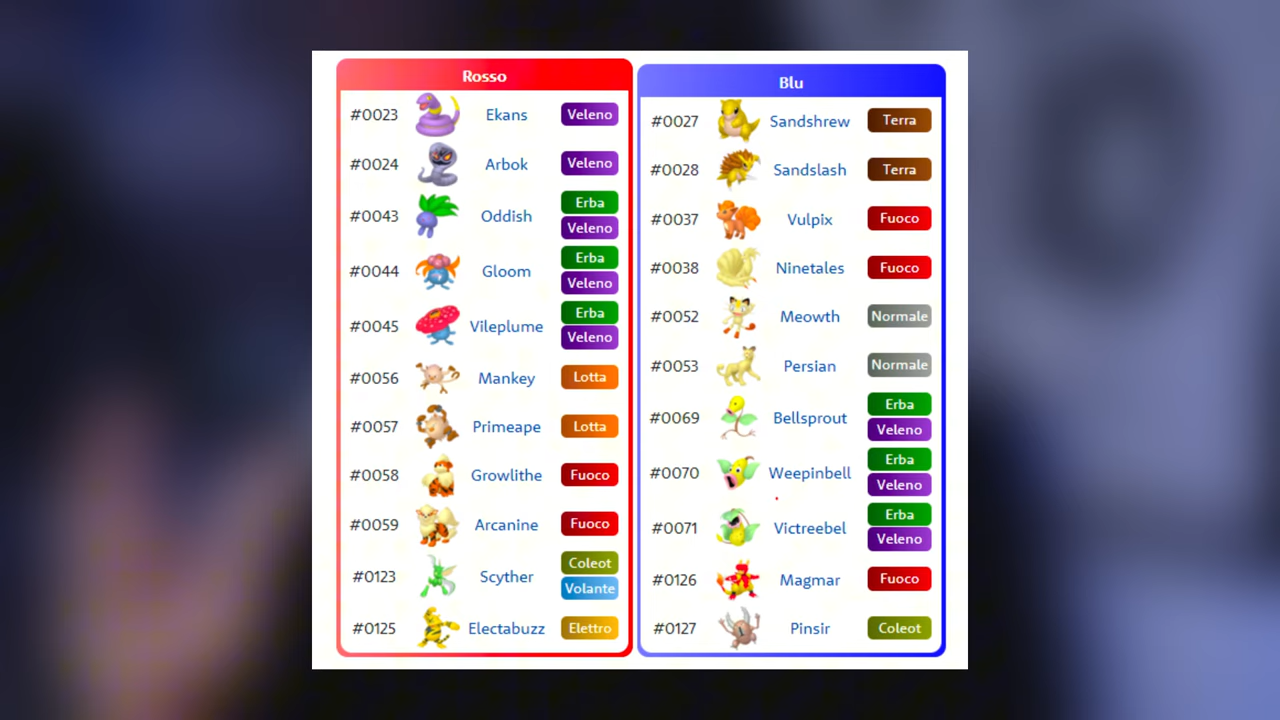 Rosso
#0023 Ekans Veleno
#0024 Arbok Veleno
#0043 Oddish Erba Veleno
#0044 Gloom Erba Veleno
#0045 Vileplume Erba Veleno
#0056 Mankey Lotta
#0057 Primeape Lotta
#0058 Growlithe Fuoco
#0059 Arcanine Fuoco
#0123 Scyther Coleot Volante
#0125 Electabuzz Elettro
Blu
#0027 Sandshrew Terra
#0028 Sandslash Terra
#0037 Vulpix Fuoco
#0038 Ninetales Fuoco
#0052 Meowth Normale
#0053 Persian Normale
#0069 Bellsprout Erba Veleno
#0070 Weepinbell Erba Veleno
#0071 Victreebel Erba Veleno
#0126 Magmar Fuoco
#0127 Pinsir Coleot